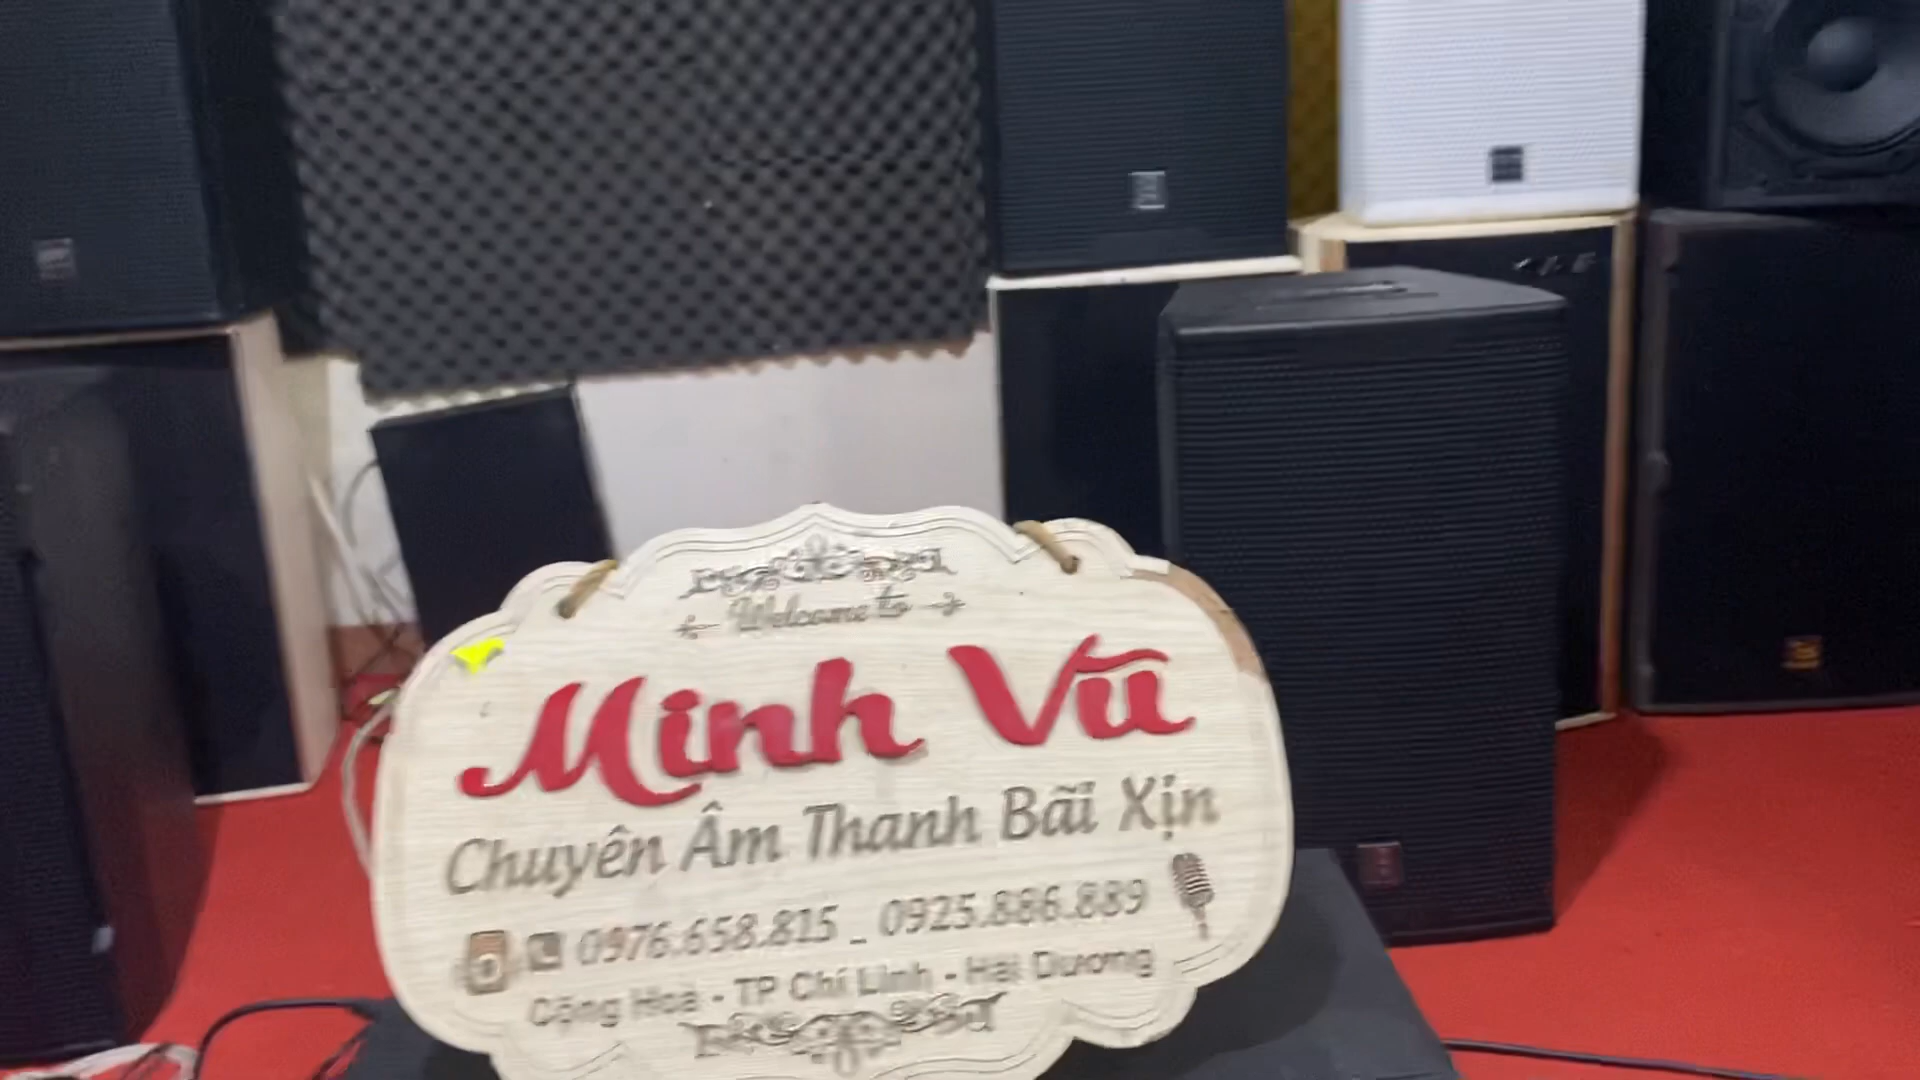 Welcome to
Minh Vũ
Chuyên Âm Thanh Bãi Xịn
0976.658.815 _ 0925.886.889
Cộng Hoà - TP Chí Linh - Hải Dương